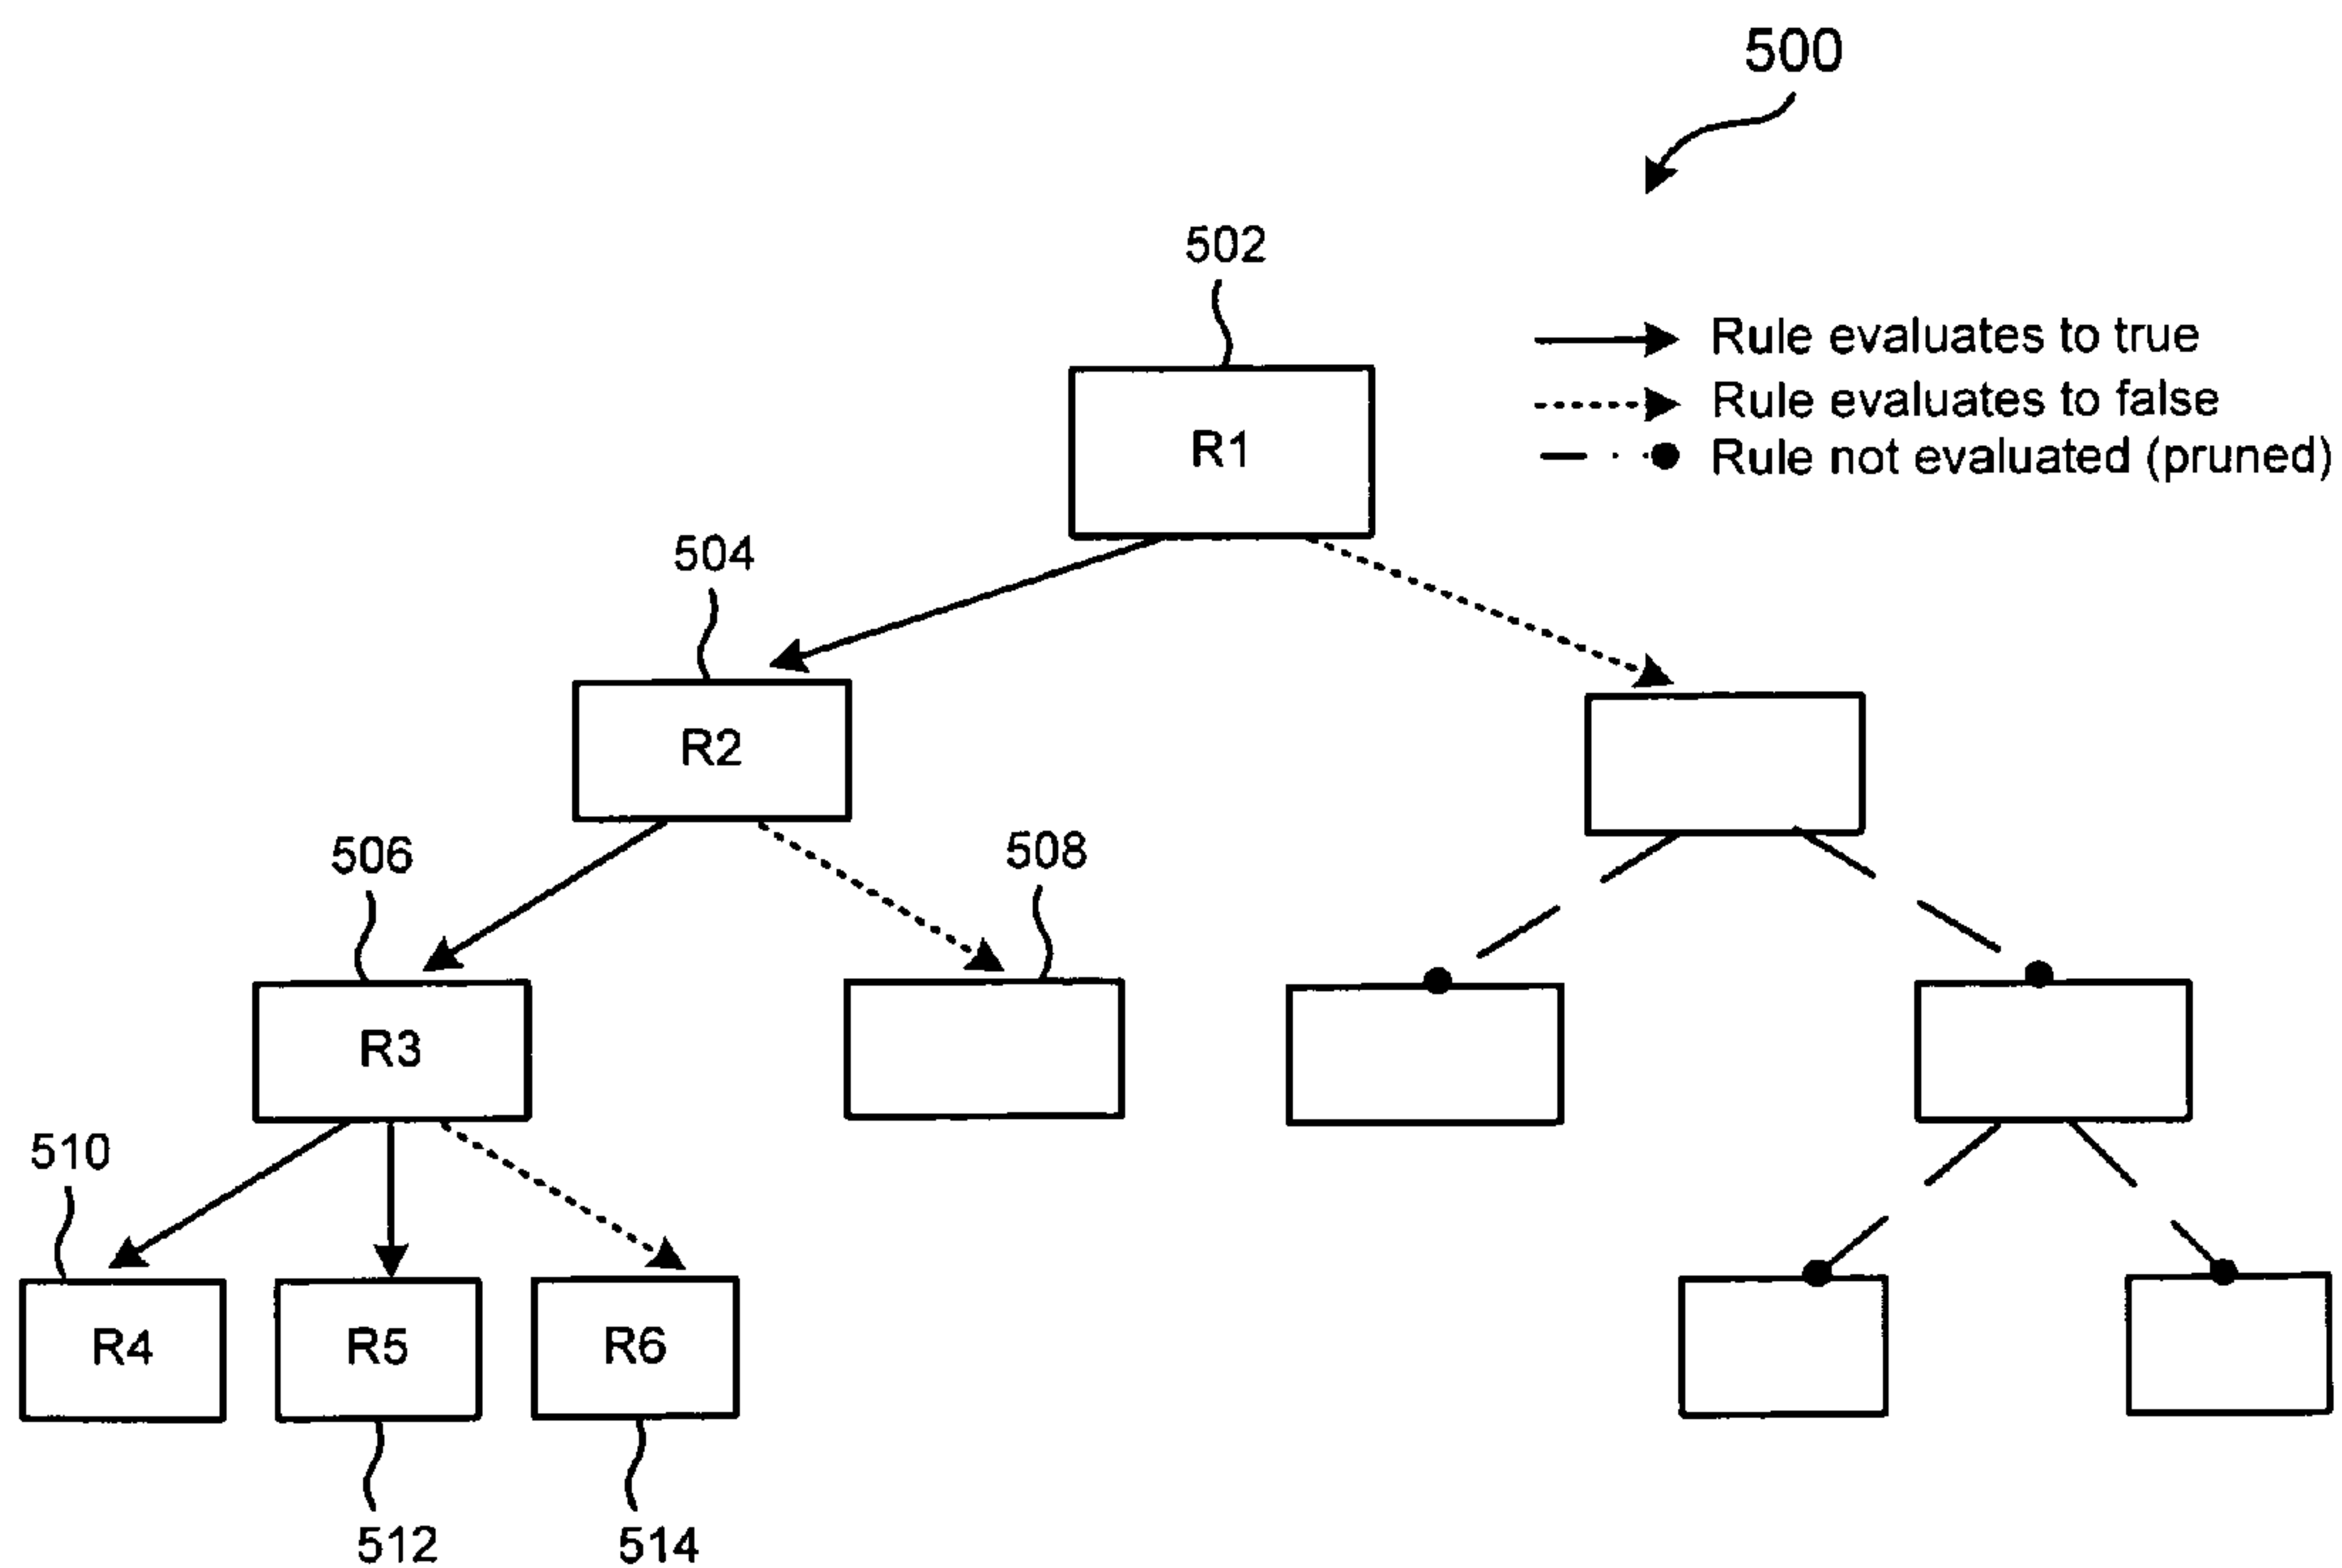 500
502
Rule evaluates to true
Rule evaluates to false
Rule not evaluated (pruned)
R1
504
R2
506
508
R3
510
R4
R5
R6
512
514